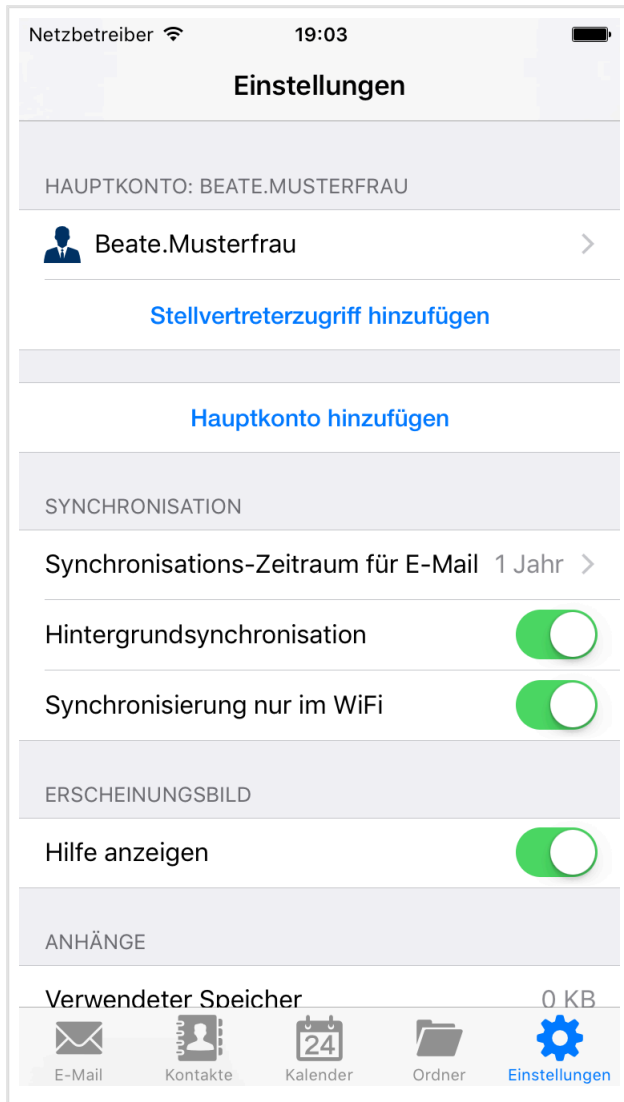 Netzbetreiber 19:03
Einstellungen
HAUPTKONTO: BEATE.MUSTERFRAU
Beate.Musterfrau
Stellvertreterzugriff hinzufügen
Hauptkonto hinzufügen
SYNCHRONISATION
Synchronisations-Zeitraum für E-Mail 1 Jahr
Hintergrundsynchronisation
Synchronisierung nur im WiFi
ERSCHEINUNGSBILD
Hilfe anzeigen
ANHÄNGE
Verwendeter Speicher 0 KB
24
E-Mail Kontakte Kalender Ordner Einstellungen